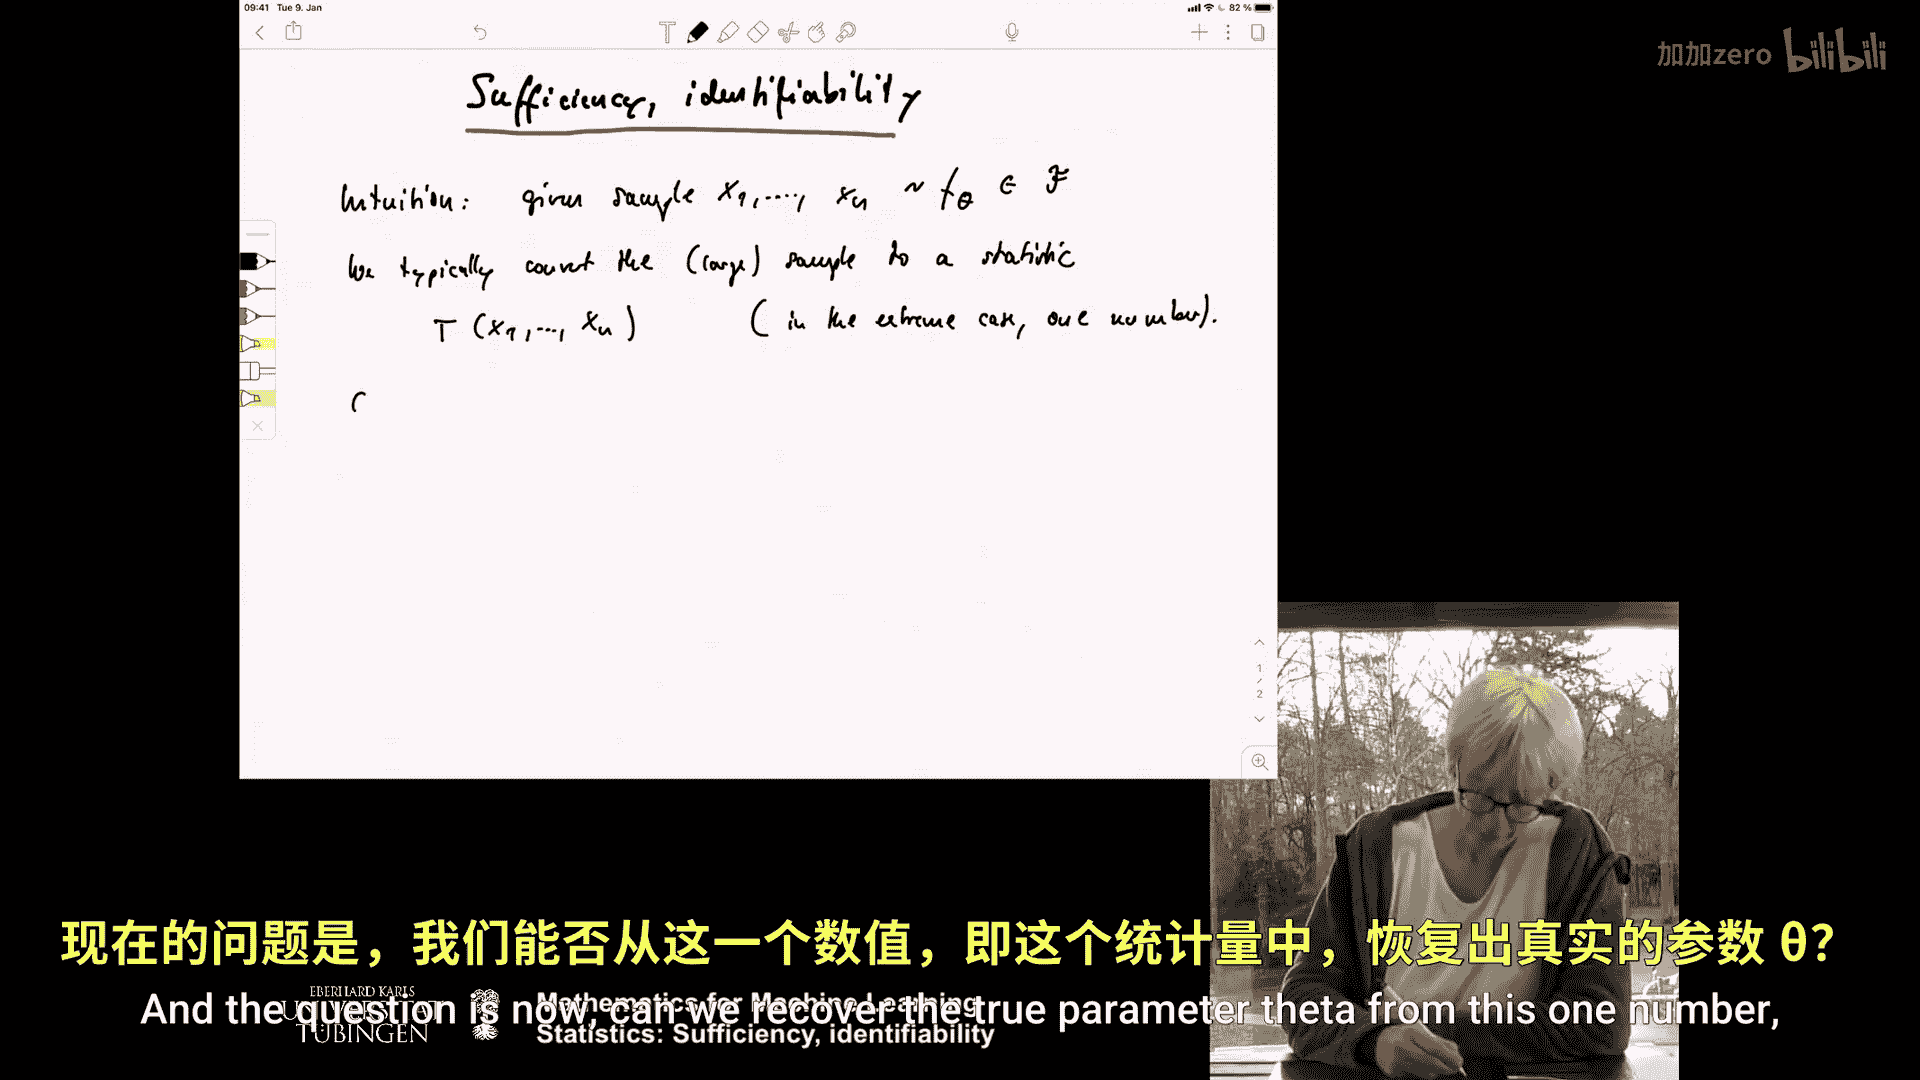 09:41 Tue 9. Jan
82 %
加加zero bilibili
Sufficiency, identifiability
Intuition: given sample x1, ...., xn ~ fθ ∈ F
We typically convert the (large) sample to a statistic
T (x1, ..., xn) (in the extreme case, one number).
C
1
/
2
现在的问题是，我们能否从这一个数值，即这个统计量中，恢复出真实的参数 θ？
And the question is now, can we recover the true parameter theta from this one number,
EBERHARD KARLS
UNIVERSITÄT
TÜBINGEN
Mathematics for Machine Learning
Statistics: Sufficiency, identifiability